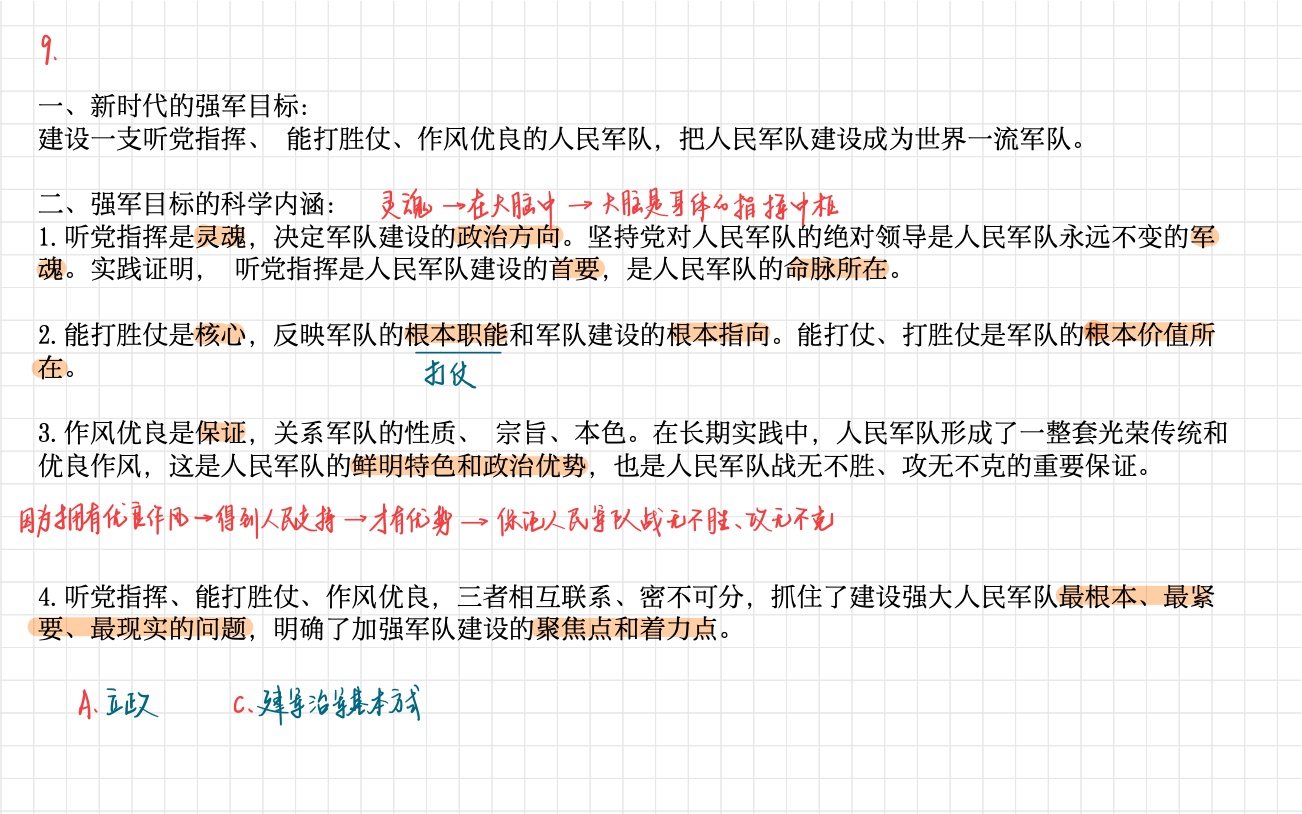 9.
一、新时代的强军目标：
建设一支听党指挥、 能打胜仗、作风优良的人民军队，把人民军队建设成为世界一流军队。
二、强军目标的科学内涵： 灵魂→在大脑中→大脑是身体的指挥中枢
1. 听党指挥是灵魂，决定军队建设的政治方向。坚持党对人民军队的绝对领导是人民军队永远不变的军
魂。实践证明， 听党指挥是人民军队建设的首要，是人民军队的命脉所在。
2. 能打胜仗是核心，反映军队的根本职能和军队建设的根本指向。能打仗、打胜仗是军队的根本价值所
在。
打仗
3. 作风优良是保证，关系军队的性质、 宗旨、本色。在长期实践中，人民军队形成了一整套光荣传统和
优良作风，这是人民军队的鲜明特色和政治优势，也是人民军队战无不胜、攻无不克的重要保证。
因为拥有优良作风→得到人民支持→才有优势→保证人民军队战无不胜、攻无不克
4. 听党指挥、能打胜仗、作风优良，三者相互联系、密不可分，抓住了建设强大人民军队最根本、最紧
要、最现实的问题，明确了加强军队建设的聚焦点和着力点。
A. 立政 C. 建军治军基本方式